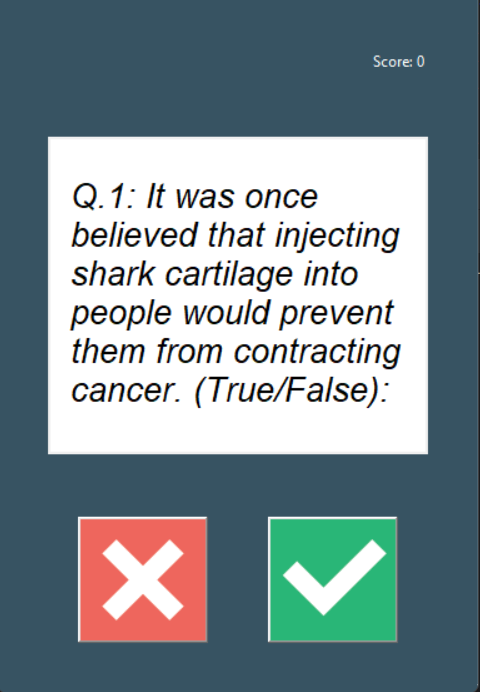 Score: 0
Q.1: It was once
believed that injecting
shark cartilage into
people would prevent
them from contracting
cancer. (True/False):